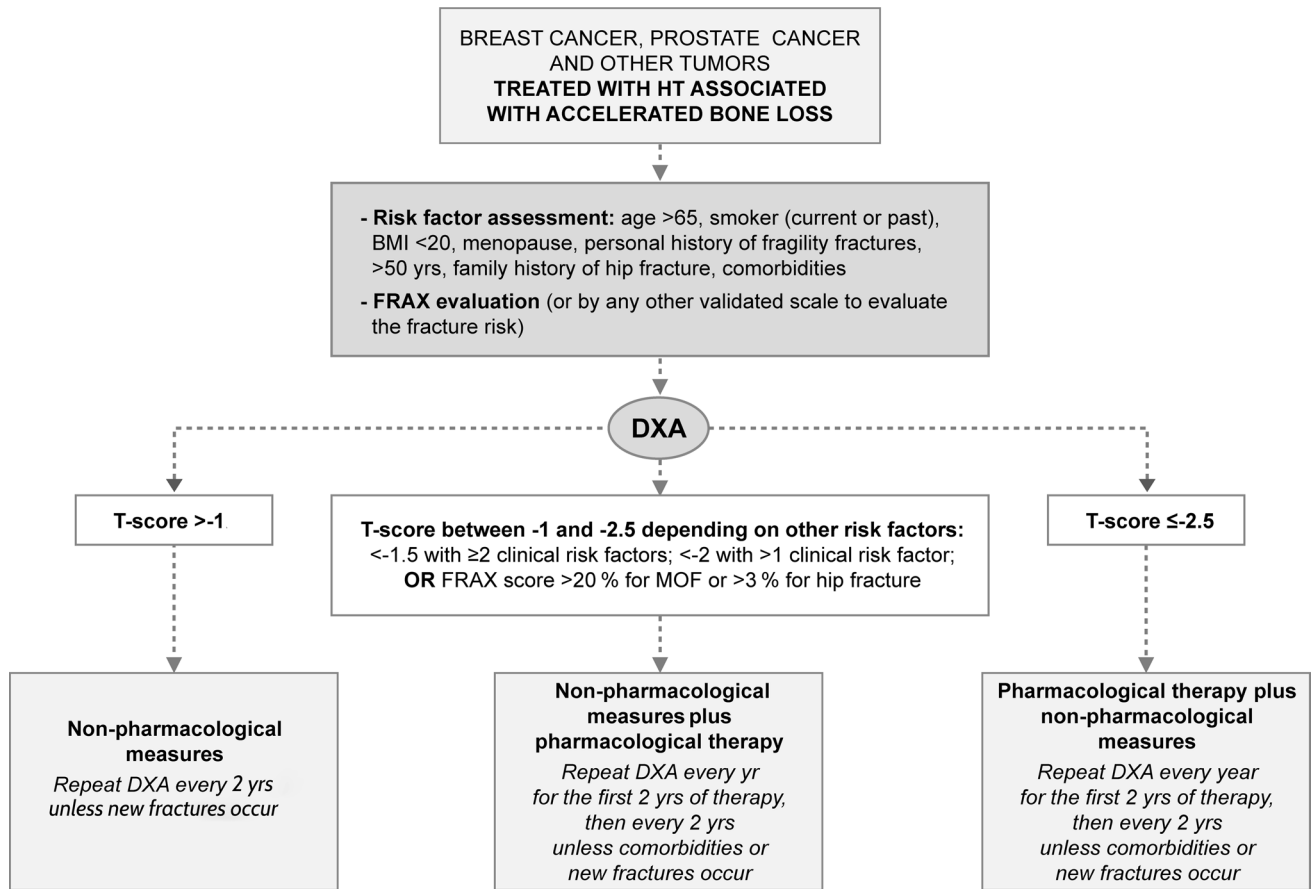 BREAST CANCER, PROSTATE CANCER
AND OTHER TUMORS
TREATED WITH HT ASSOCIATED
WITH ACCELERATED BONE LOSS
- Risk factor assessment: age >65, smoker (current or past),
BMI <20, menopause, personal history of fragility fractures,
>50 yrs, family history of hip fracture, comorbidities
- FRAX evaluation (or by any other validated scale to evaluate
the fracture risk)
DXA
T-score >-1
T-score between -1 and -2.5 depending on other risk factors:
<-1.5 with ≥2 clinical risk factors; <-2 with >1 clinical risk factor;
OR FRAX score >20 % for MOF or >3 % for hip fracture
T-score ≤-2.5
Non-pharmacological
measures
Repeat DXA every 2 yrs
unless new fractures occur
Non-pharmacological
measures plus
pharmacological therapy
Repeat DXA every yr
for the first 2 yrs of therapy,
then every 2 yrs
unless comorbidities or
new fractures occur
Pharmacological therapy plus
non-pharmacological
measures
Repeat DXA every year
for the first 2 yrs of therapy,
then every 2 yrs
unless comorbidities or
new fractures occur